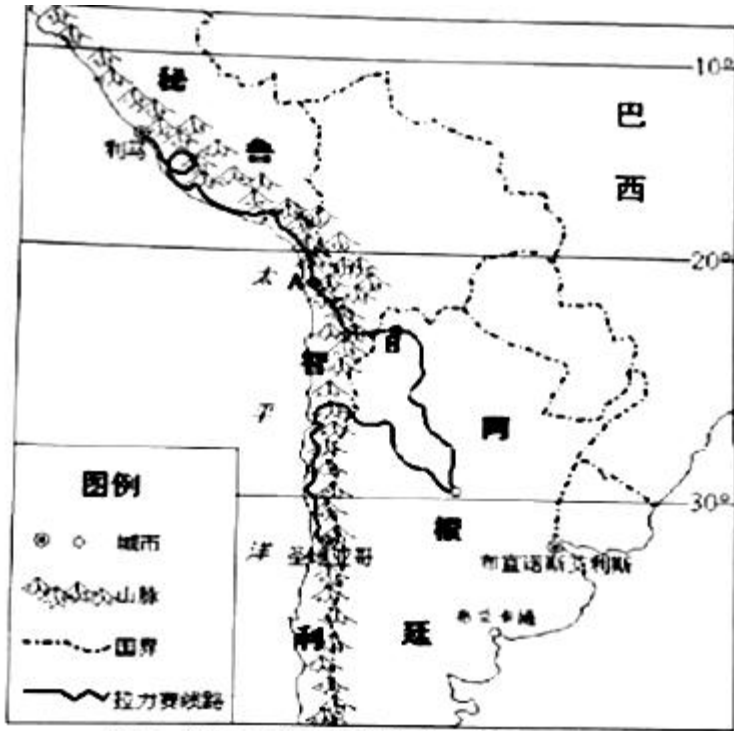 秘鲁
巴西
10°
利马
20°
太平洋
A
B
智利
阿根廷
30°
图例
城市
山脉
国界
拉力赛线路
圣地亚哥
布宜诺斯艾利斯